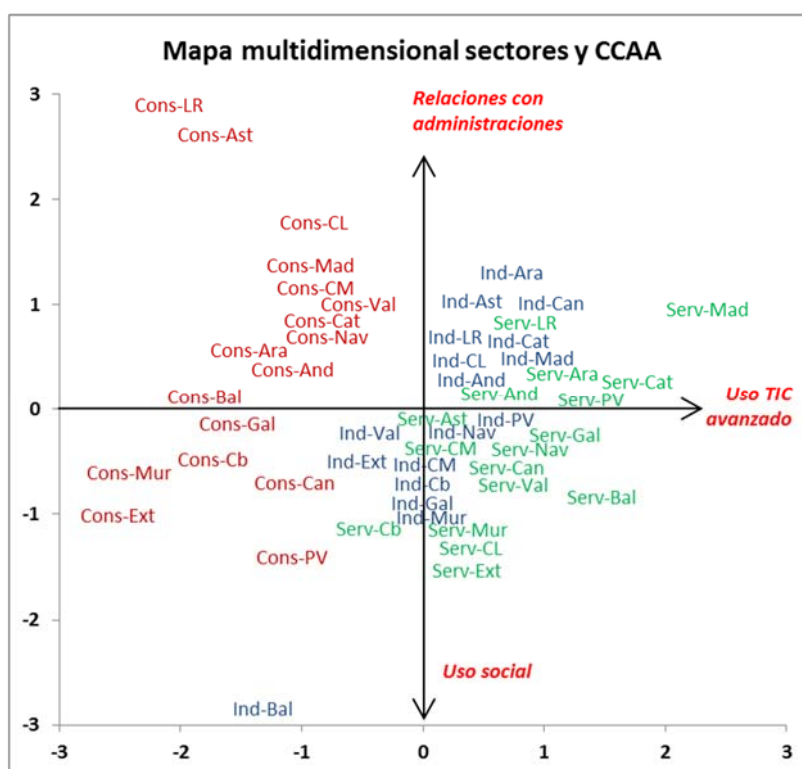 Mapa multidimensional sectores y CCAA
3
Cons-LR
Relaciones con
administraciones
Cons-Ast
2
Cons-CL
Cons-Mad
Ind-Ara
Cons-CM
1
Cons-Val
Ind-Ast
Ind-Can
Serv-Mad
Cons-Cat
Serv-LR
Cons-Nav
Ind-LR
Ind-Cat
Cons-Ara
Ind-CL
Ind-Mad
Cons-And
Ind-And
Serv-Ara
Serv-Cat
Cons-Bal
Serv-And
Serv-PV
0
Uso TIC
avanzado
Cons-Gal
Serv-Ast
Ind-PV
Ind-Val
Ind-Nav
Serv-Gal
Serv-CM
Serv-Nav
Cons-Cb
Ind-Ext
Ind-CM
Serv-Can
Cons-Mur
Cons-Can
Ind-Cb
Serv-Val
Serv-Bal
Ind-Gal
-1
Cons-Ext
Ind-Mur
Serv-Cb
Serv-Mur
Serv-CL
Cons-PV
Serv-Ext
-2
Uso social
Ind-Bal
-3
-3
-2
-1
0
1
2
3